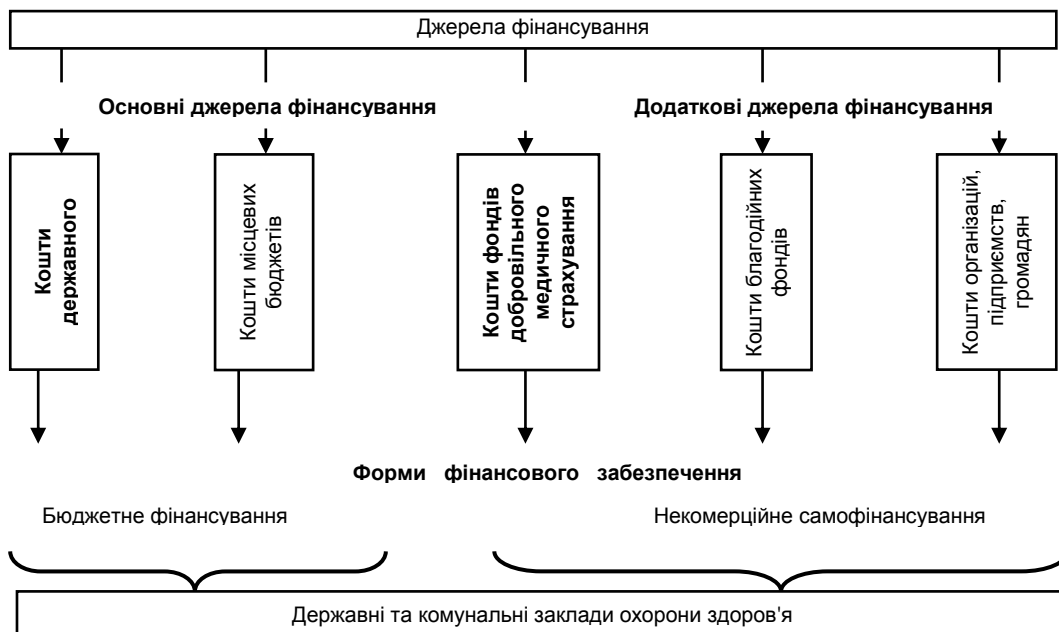 Джерела фінансування
Основні джерела фінансування
Додаткові джерела фінансування
Кошти
державного
Кошти місцевих
бюджетів
Кошти фондів
добровільного
медичного
страхування
Кошти благодійних
фондів
Кошти організацій,
підприємств,
громадян
Форми фінансового забезпечення
Бюджетне фінансування
Некомерційне самофінансування
Державні та комунальні заклади охорони здоров'я